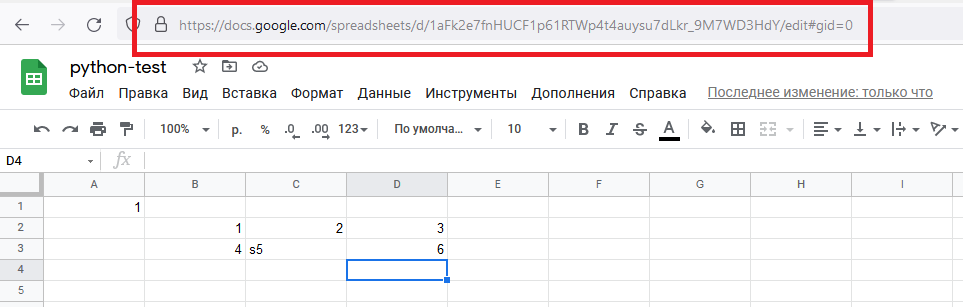 https://docs.google.com/spreadsheets/d/1aFk2e7fnHUCF1p61RTWp4t4auysu7dLkr_9M7WD3HdY/edit#gid=0
python-test
Файл Правка Вид Вставка Формат Данные Инструменты Дополнения Справка Последнее изменение: только что
100% р. % .0 .00 123 По умолча... 10 B I S A
D4 fx
A B C D E F G H I
1 1
2 1 2 3
3 4 s5 6
4
5